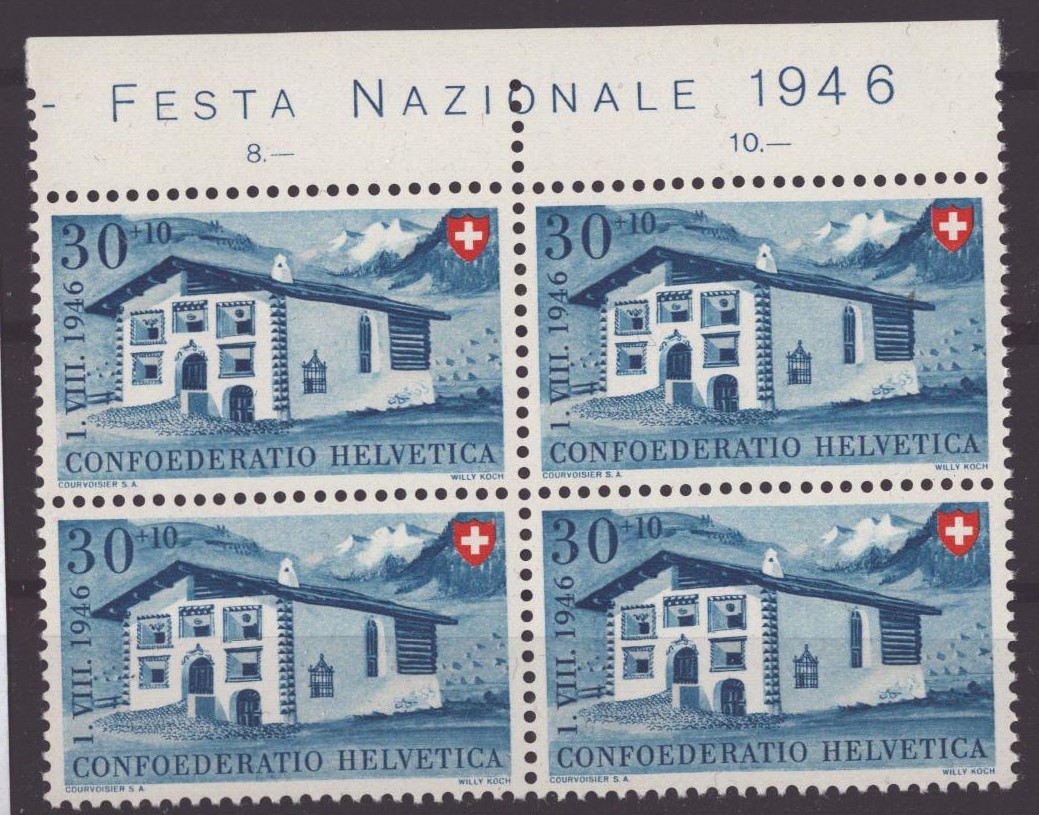 - FESTA NAZIONALE 1946
8.—
10.—
30+10
1. VIII. 1946
CONFOEDERATIO HELVETICA
COURVOISIER S.A.
WILLY KOCH
30+10
1. VIII. 1946
CONFOEDERATIO HELVETICA
COURVOISIER S.A.
WILLY KOCH
30+10
1. VIII. 1946
CONFOEDERATIO HELVETICA
COURVOISIER S.A.
WILLY KOCH
30+10
1. VIII. 1946
CONFOEDERATIO HELVETICA
COURVOISIER S.A.
WILLY KOCH